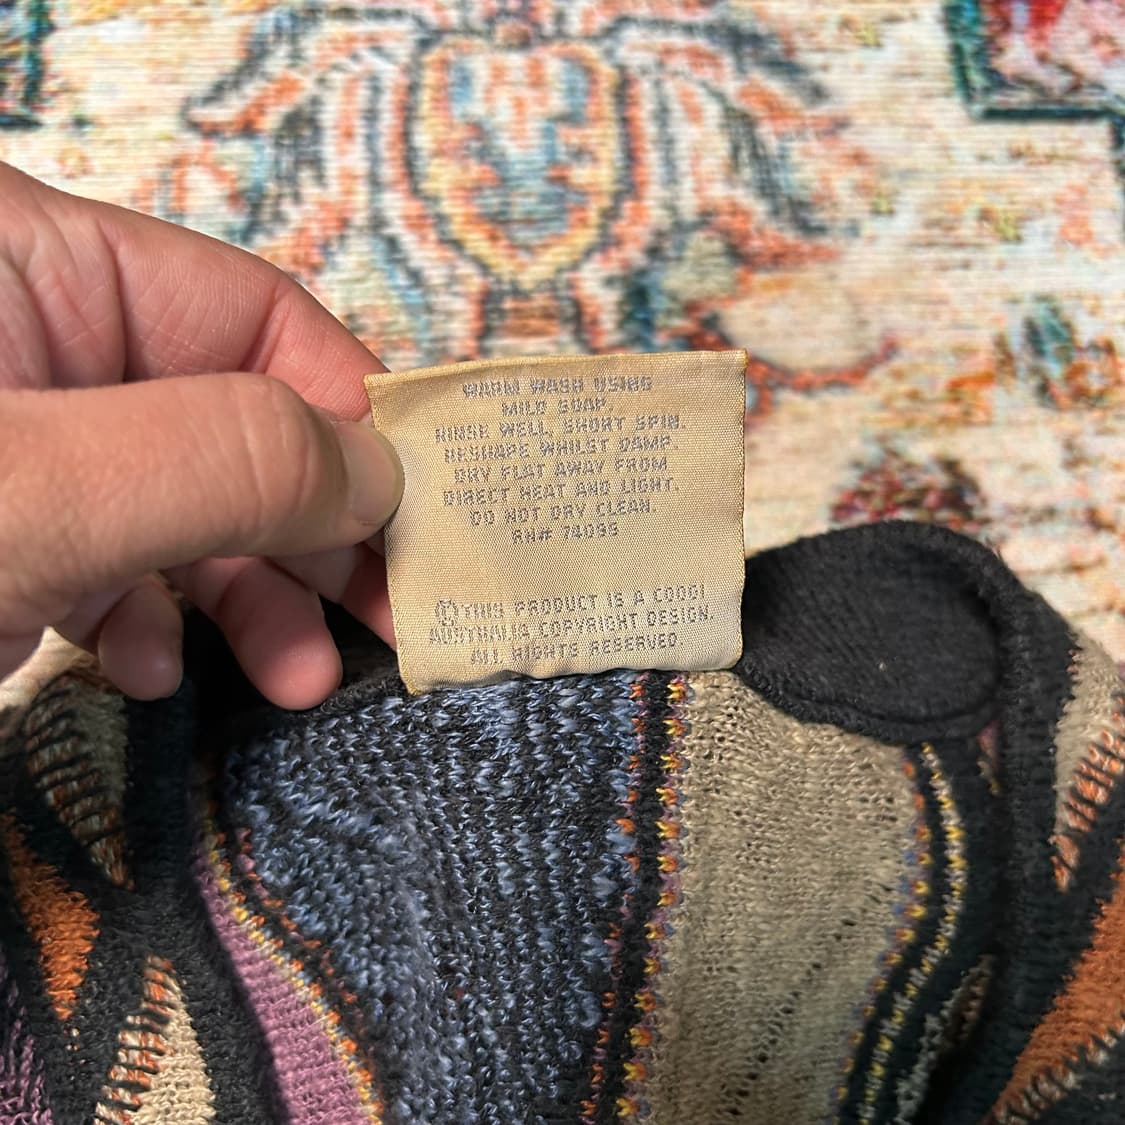 WARM WASH USING
MILD SOAP.
RINSE WELL, SHORT SPIN.
RESHAPE WHILST DAMP.
DRY FLAT AWAY FROM
DIRECT HEAT AND LIGHT.
DO NOT DRY CLEAN.
RN# 74099
© THIS PRODUCT IS A COOGI
AUSTRALIA COPYRIGHT DESIGN.
ALL RIGHTS RESERVED